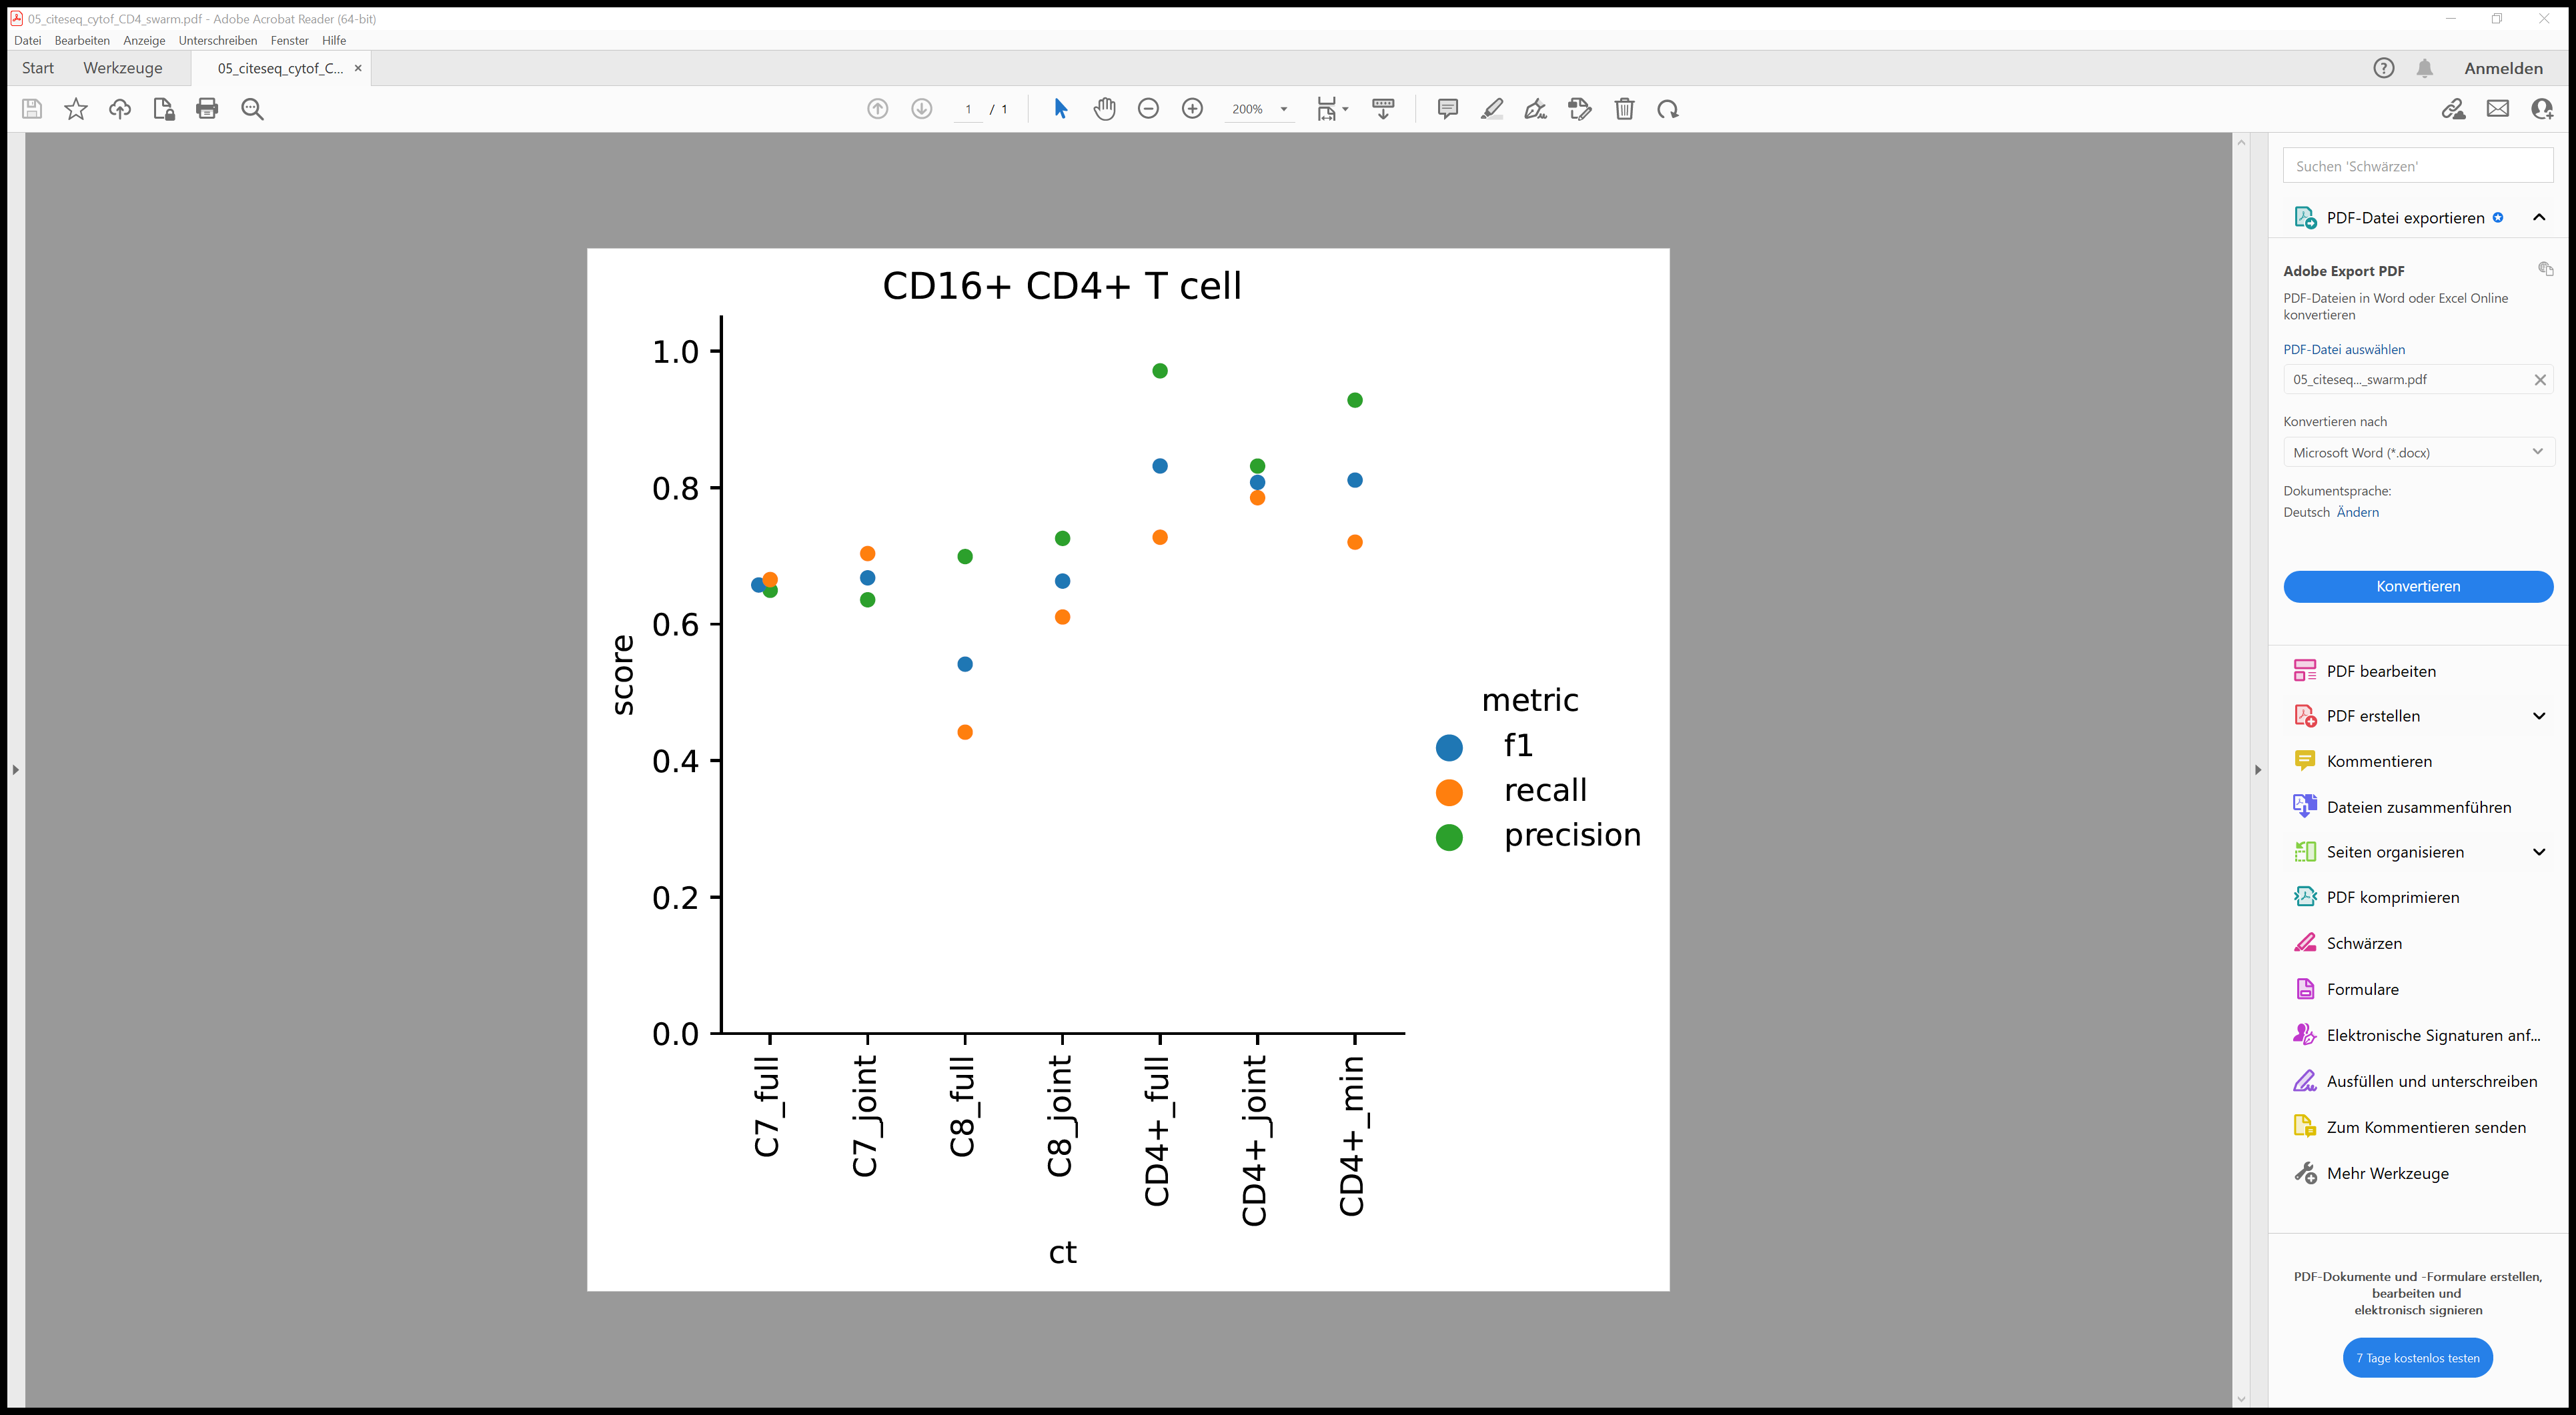 05_citeseq_cytof_CD4_swarm.pdf - Adobe Acrobat Reader (64-bit)
Datei Bearbeiten Anzeige Unterschreiben Fenster Hilfe
Start Werkzeuge 05_citeseq_cytof_C... × Anmelden
1 / 1 200%
CD16+ CD4+ T cell
1.0
0.8
0.6
0.4
0.2
0.0
score
C7_full
C7_joint
C8_full
C8_joint
CD4+_full
CD4+_joint
CD4+_min
ct
metric
f1
recall
precision
Suchen 'Schwärzen'
PDF-Datei exportieren
Adobe Export PDF
PDF-Dateien in Word oder Excel Online
konvertieren
PDF-Datei auswählen
05_citeseq..._swarm.pdf
Konvertieren nach
Microsoft Word (*.docx)
Dokumentsprache:
Deutsch Ändern
Konvertieren
PDF bearbeiten
PDF erstellen
Kommentieren
Dateien zusammenführen
Seiten organisieren
PDF komprimieren
Schwärzen
Formulare
Elektronische Signaturen anf...
Ausfüllen und unterschreiben
Zum Kommentieren senden
Mehr Werkzeuge
PDF-Dokumente und -Formulare erstellen,
bearbeiten und
elektronisch signieren
7 Tage kostenlos testen